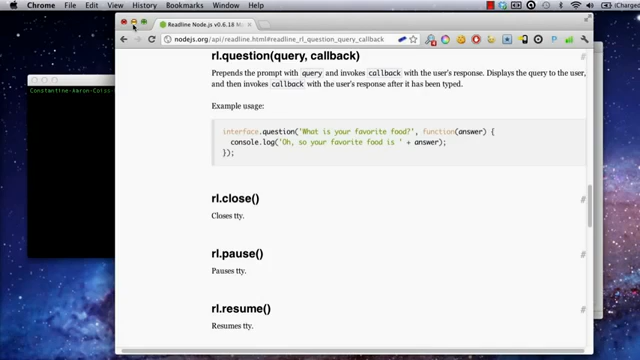 Chrome File Edit View History Bookmarks Window Help
(Charged
Readline Node.js v0.6.18 M
nodejs.org/api/readline.html#readline_rl_question_query_callback
Constantine-Aaron-Cois
rl.question(query, callback)
#
Prepends the prompt with query and invokes callback with the user's response. Displays the query to the user,
and then invokes callback with the user's response after it has been typed.
Example usage:
interface.question('What is your favorite food?', function(answer) {
console.log('Oh, so your favorite food is ' + answer);
});
rl.close()
#
Closes tty.
rl.pause()
#
Pauses tty.
rl.resume()
#
Resumes tty.